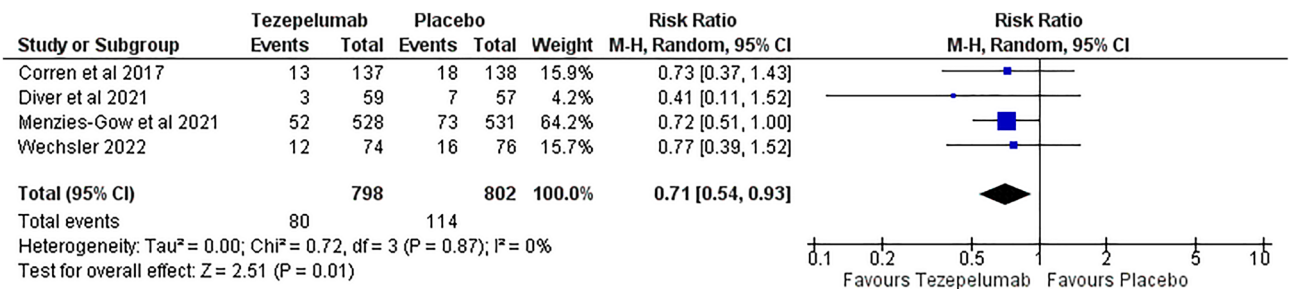 Tezepelumab Placebo Risk Ratio Risk Ratio
Study or Subgroup Events Total Events Total Weight M-H, Random, 95% CI M-H, Random, 95% CI
Corren et al 2017 13 137 18 138 15.9% 0.73 [0.37, 1.43]
Diver et al 2021 3 59 7 57 4.2% 0.41 [0.11, 1.52]
Menzies-Gow et al 2021 52 528 73 531 64.2% 0.72 [0.51, 1.00]
Wechsler 2022 12 74 16 76 15.7% 0.77 [0.39, 1.52]
Total (95% CI) 798 802 100.0% 0.71 [0.54, 0.93]
Total events 80 114
Heterogeneity: Tau² = 0.00; Chi² = 0.72, df = 3 (P = 0.87); I² = 0%
Test for overall effect: Z = 2.51 (P = 0.01)
0.1 0.2 0.5 1 2 5 10
Favours Tezepelumab Favours Placebo